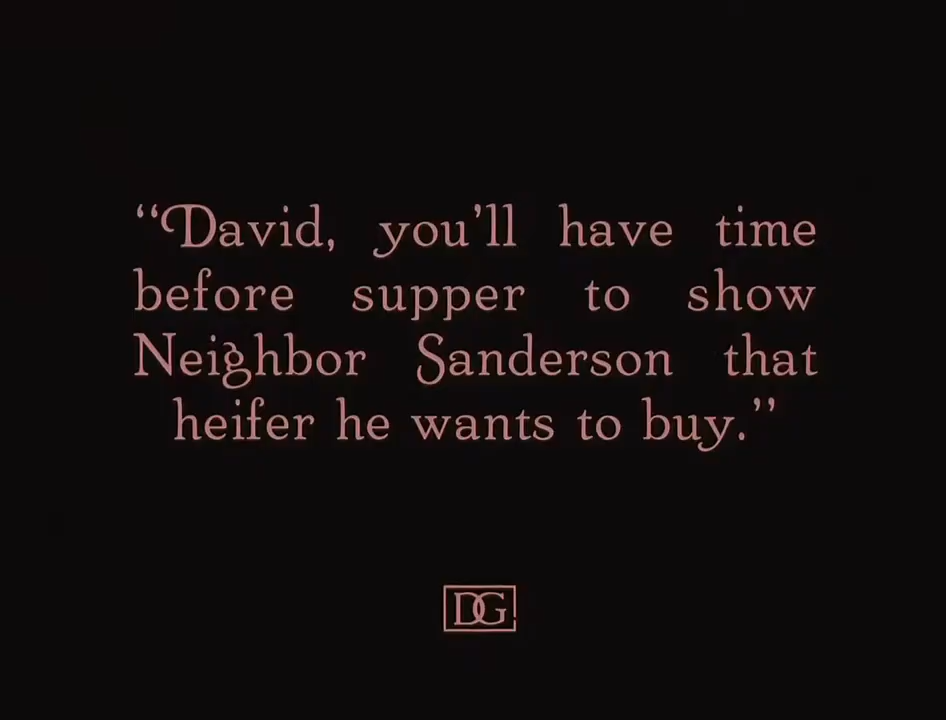 “David, you’ll have time
before supper to show
Neighbor Sanderson that
heifer he wants to buy.”
DG